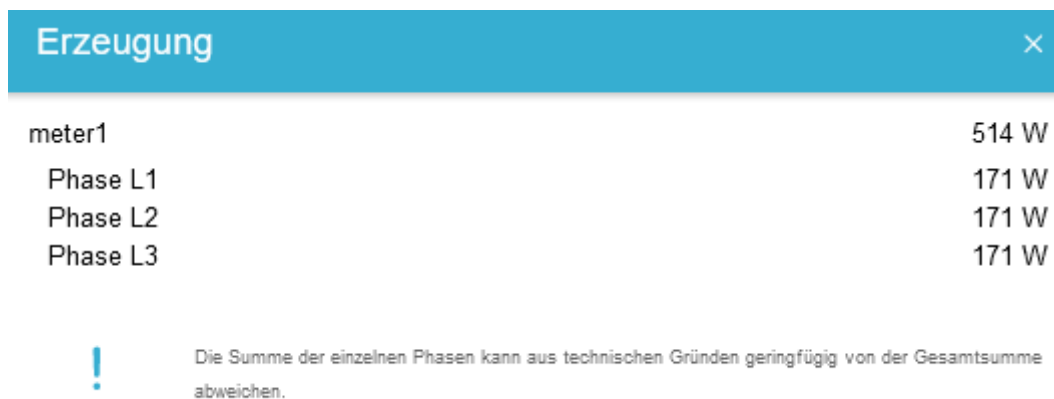 Erzeugung ×
meter1 514 W
Phase L1 171 W
Phase L2 171 W
Phase L3 171 W
! Die Summe der einzelnen Phasen kann aus technischen Gründen geringfügig von der Gesamtsumme
abweichen.